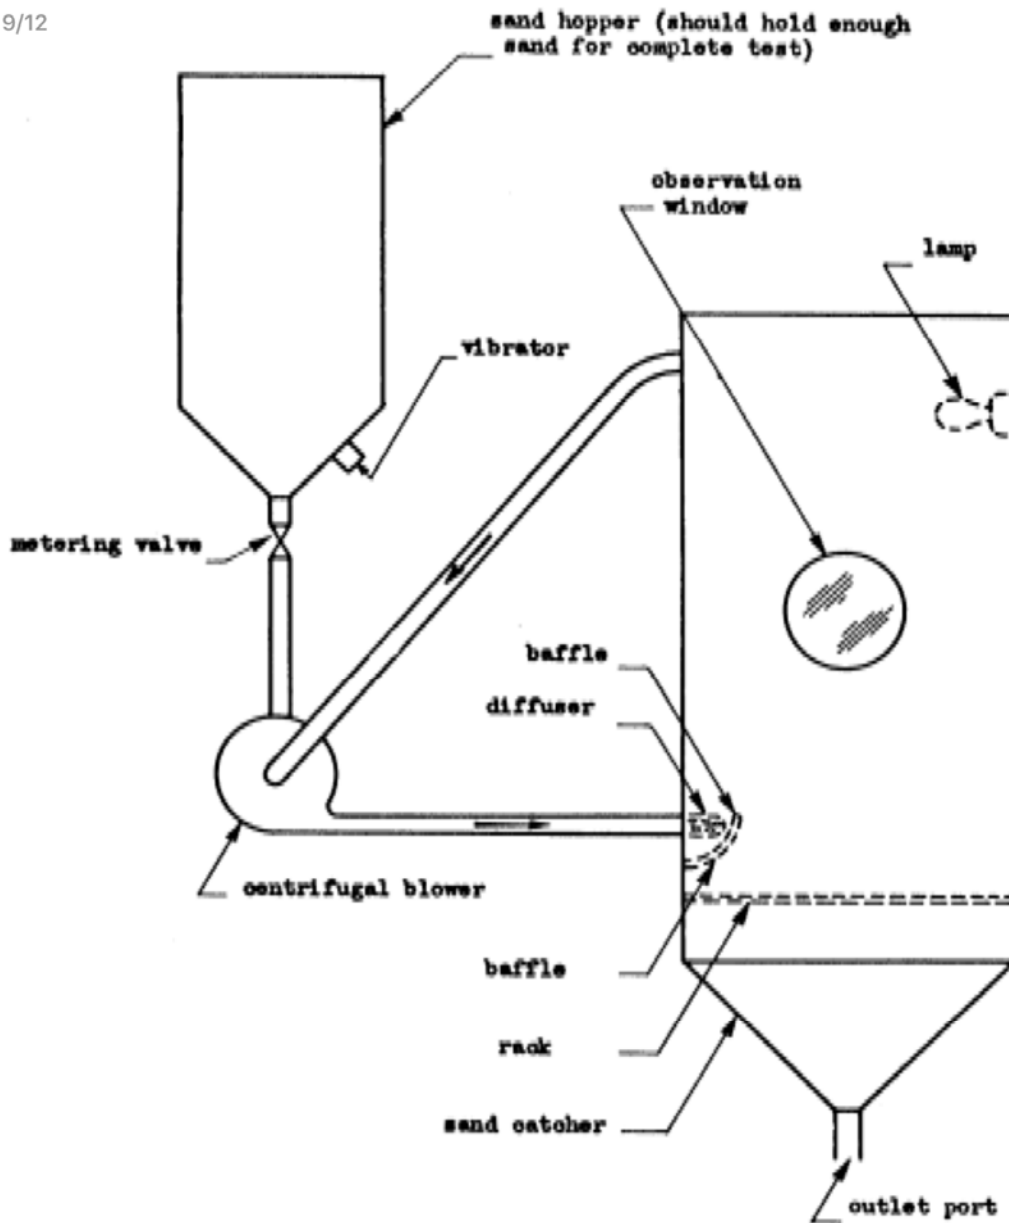 9/12
sand hopper (should hold enough
sand for complete test)
observation
window
lamp
vibrator
metering valve
baffle
diffuser
centrifugal blower
baffle
rack
sand catcher
outlet port